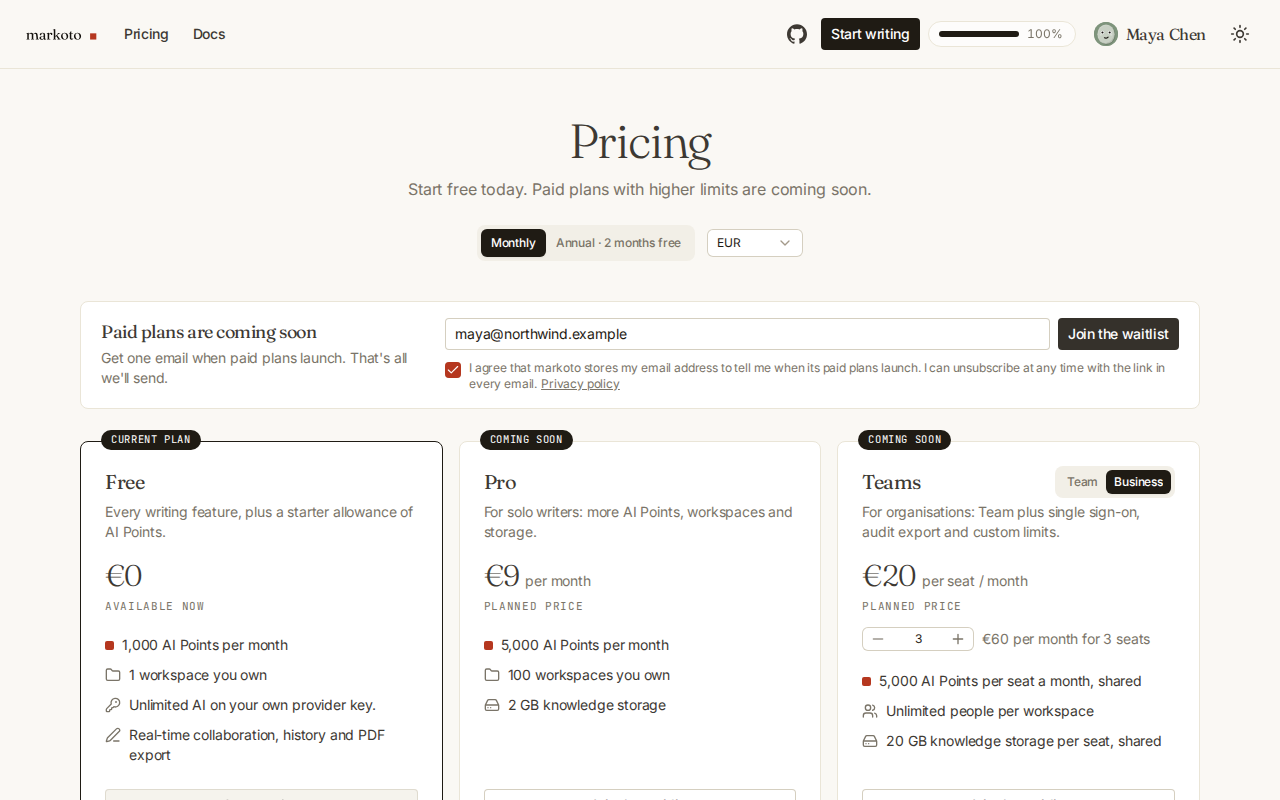 markoto
Pricing
Docs
Start writing
100%
Maya Chen
Pricing
Start free today. Paid plans with higher limits are coming soon.
Monthly
Annual · 2 months free
EUR
Paid plans are coming soon
Get one email when paid plans launch. That's all
we'll send.
maya@northwind.example
Join the waitlist
I agree that markoto stores my email address to tell me when its paid plans launch. I can unsubscribe at any time with the link in
every email. Privacy policy
CURRENT PLAN
Free
Every writing feature, plus a starter allowance of
AI Points.
€0
AVAILABLE NOW
1,000 AI Points per month
1 workspace you own
Unlimited AI on your own provider key.
Real-time collaboration, history and PDF
export
COMING SOON
Pro
For solo writers: more AI Points, workspaces and
storage.
€9 per month
PLANNED PRICE
5,000 AI Points per month
100 workspaces you own
2 GB knowledge storage
COMING SOON
Teams
Team
Business
For organisations: Team plus single sign-on,
audit export and custom limits.
€20 per seat / month
PLANNED PRICE
3
€60 per month for 3 seats
5,000 AI Points per seat a month, shared
Unlimited people per workspace
20 GB knowledge storage per seat, shared